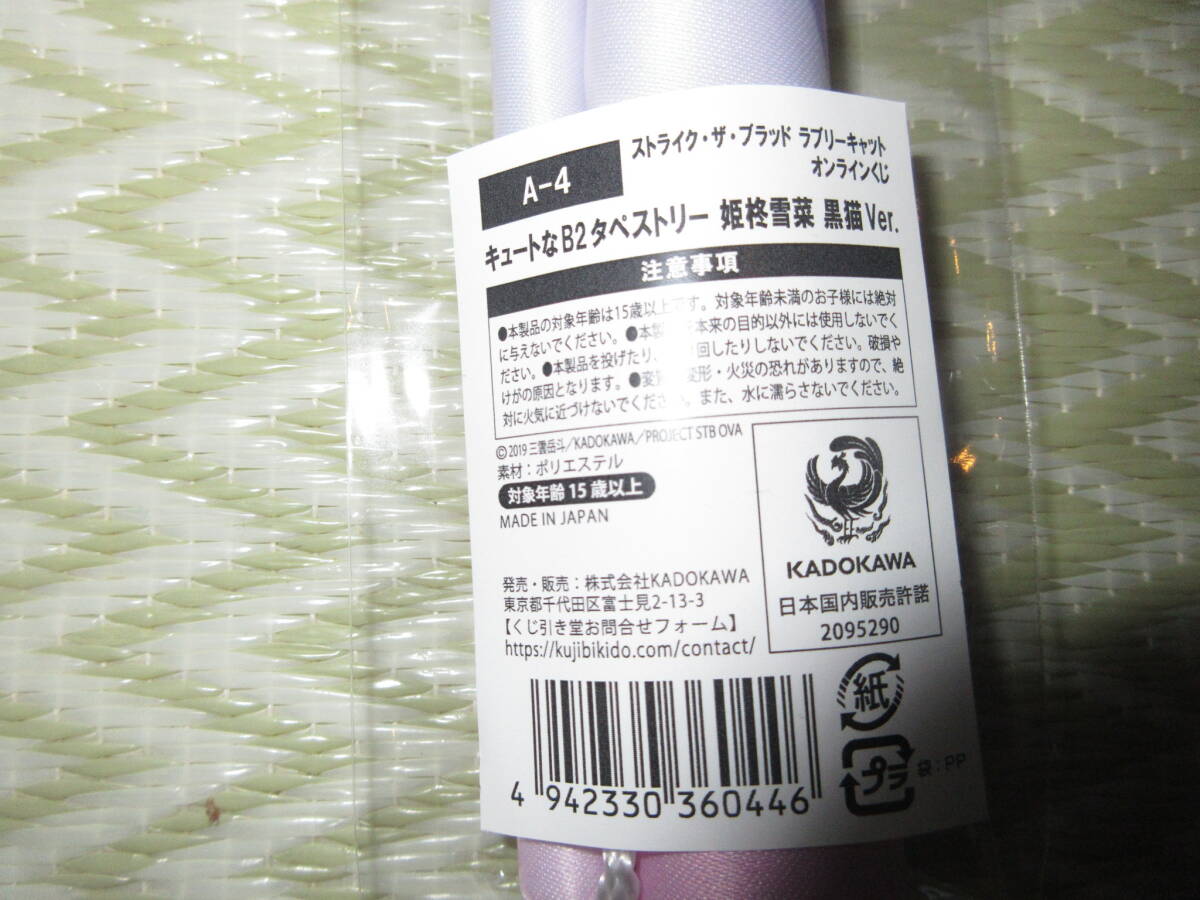 A-4
ストライク・ザ・ブラッド ラブリーキャット
オンラインくじ
キュートなB2タペストリー 姫柊雪菜 黒猫Ver.
注意事項
●本製品の対象年齢は15歳以上です。対象年齢未満のお子様には絶対
に与えないでください。●本製 本来の目的以外には使用しないでく
ださい。●本製品を投げたり、 回したりしないでください。破損や
けがの原因となります。●変 変形・火災の恐れがありますので、絶
対に火気に近づけないでください。また、水に濡らさないでください。
©2019 三雲岳斗/KADOKAWA/PROJECT STB OVA
素材:ポリエステル
対象年齢15歳以上
MADE IN JAPAN
発売・販売:株式会社KADOKAWA
東京都千代田区富士見2-13-3
【くじ引き堂お問合せフォーム】
https://kujibikido.com/contact/
KADOKAWA
日本国内販売許諾
2095290
紙
プラ
袋:PP
4 942330 360446